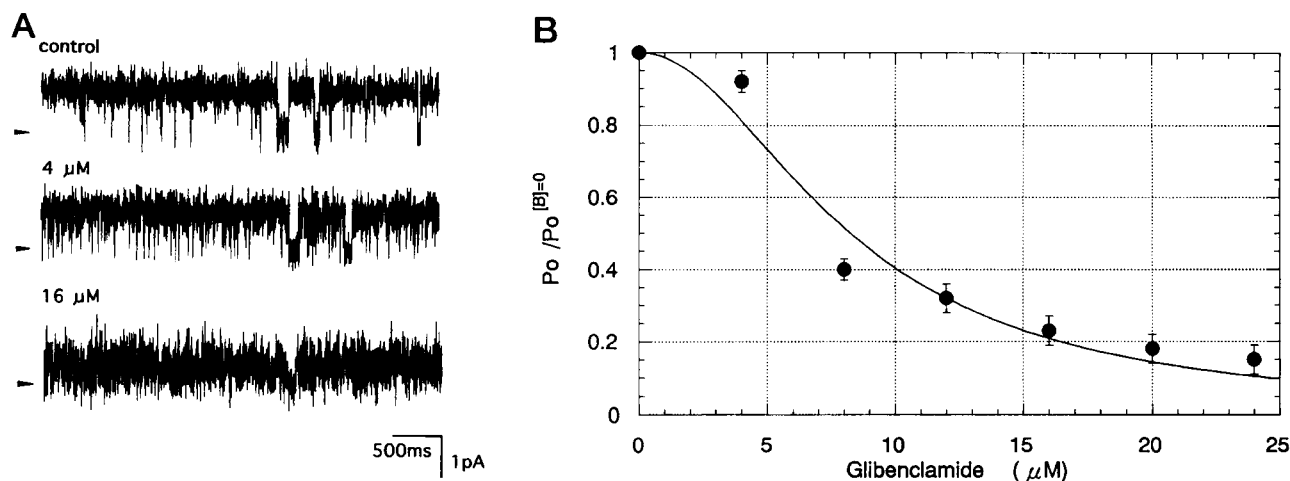 A
control
4 μM
16 μM
500ms
1pA
B
Po /Po[B]=0
1
0.8
0.6
0.4
0.2
0
0 5 10 15 20 25
Glibenclamide ( μM)